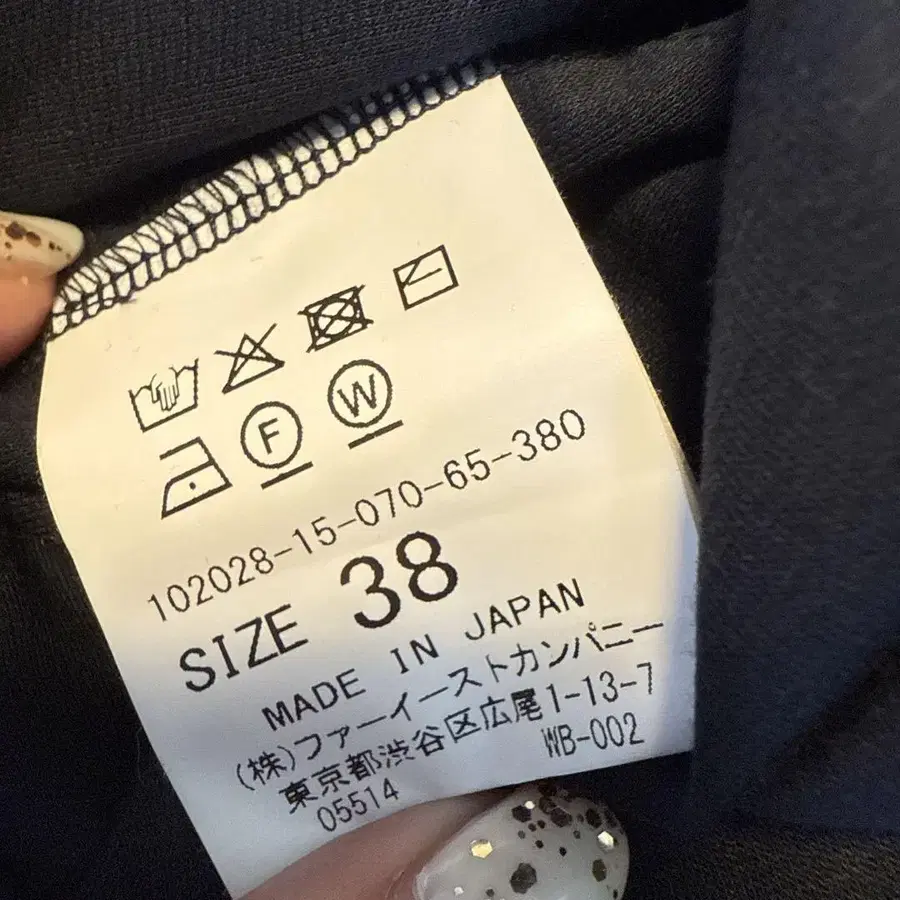 F W
102028-15-070-65-380
SIZE 38
MADE IN JAPAN
(株)ファーイーストカンパニー
東京都渋谷区広尾1-13-7
05514 WB-002